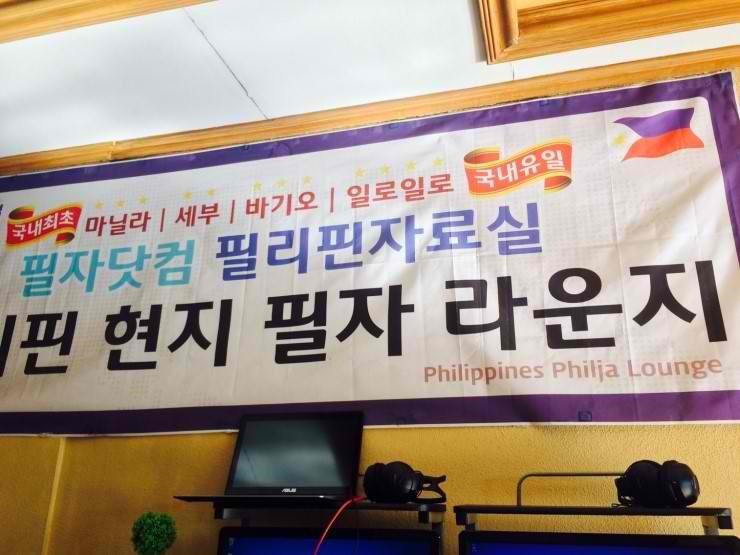 국내최초 마닐라 | 세부 | 바기오 | 일로일로 국내유일
필자닷컴 필리핀자료실
핀 현지 필자 라운지
Philippines Philja Lounge
ASUS